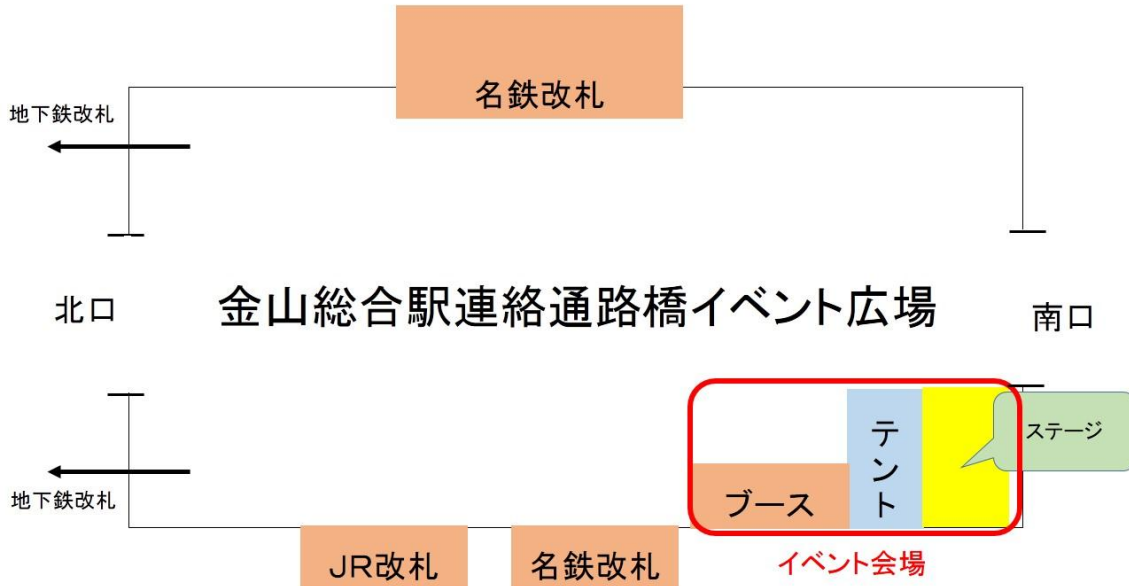 名鉄改札
地下鉄改札
北口
金山総合駅連絡通路橋イベント広場
南口
テント
ステージ
地下鉄改札
ブース
JR改札
名鉄改札
イベント会場